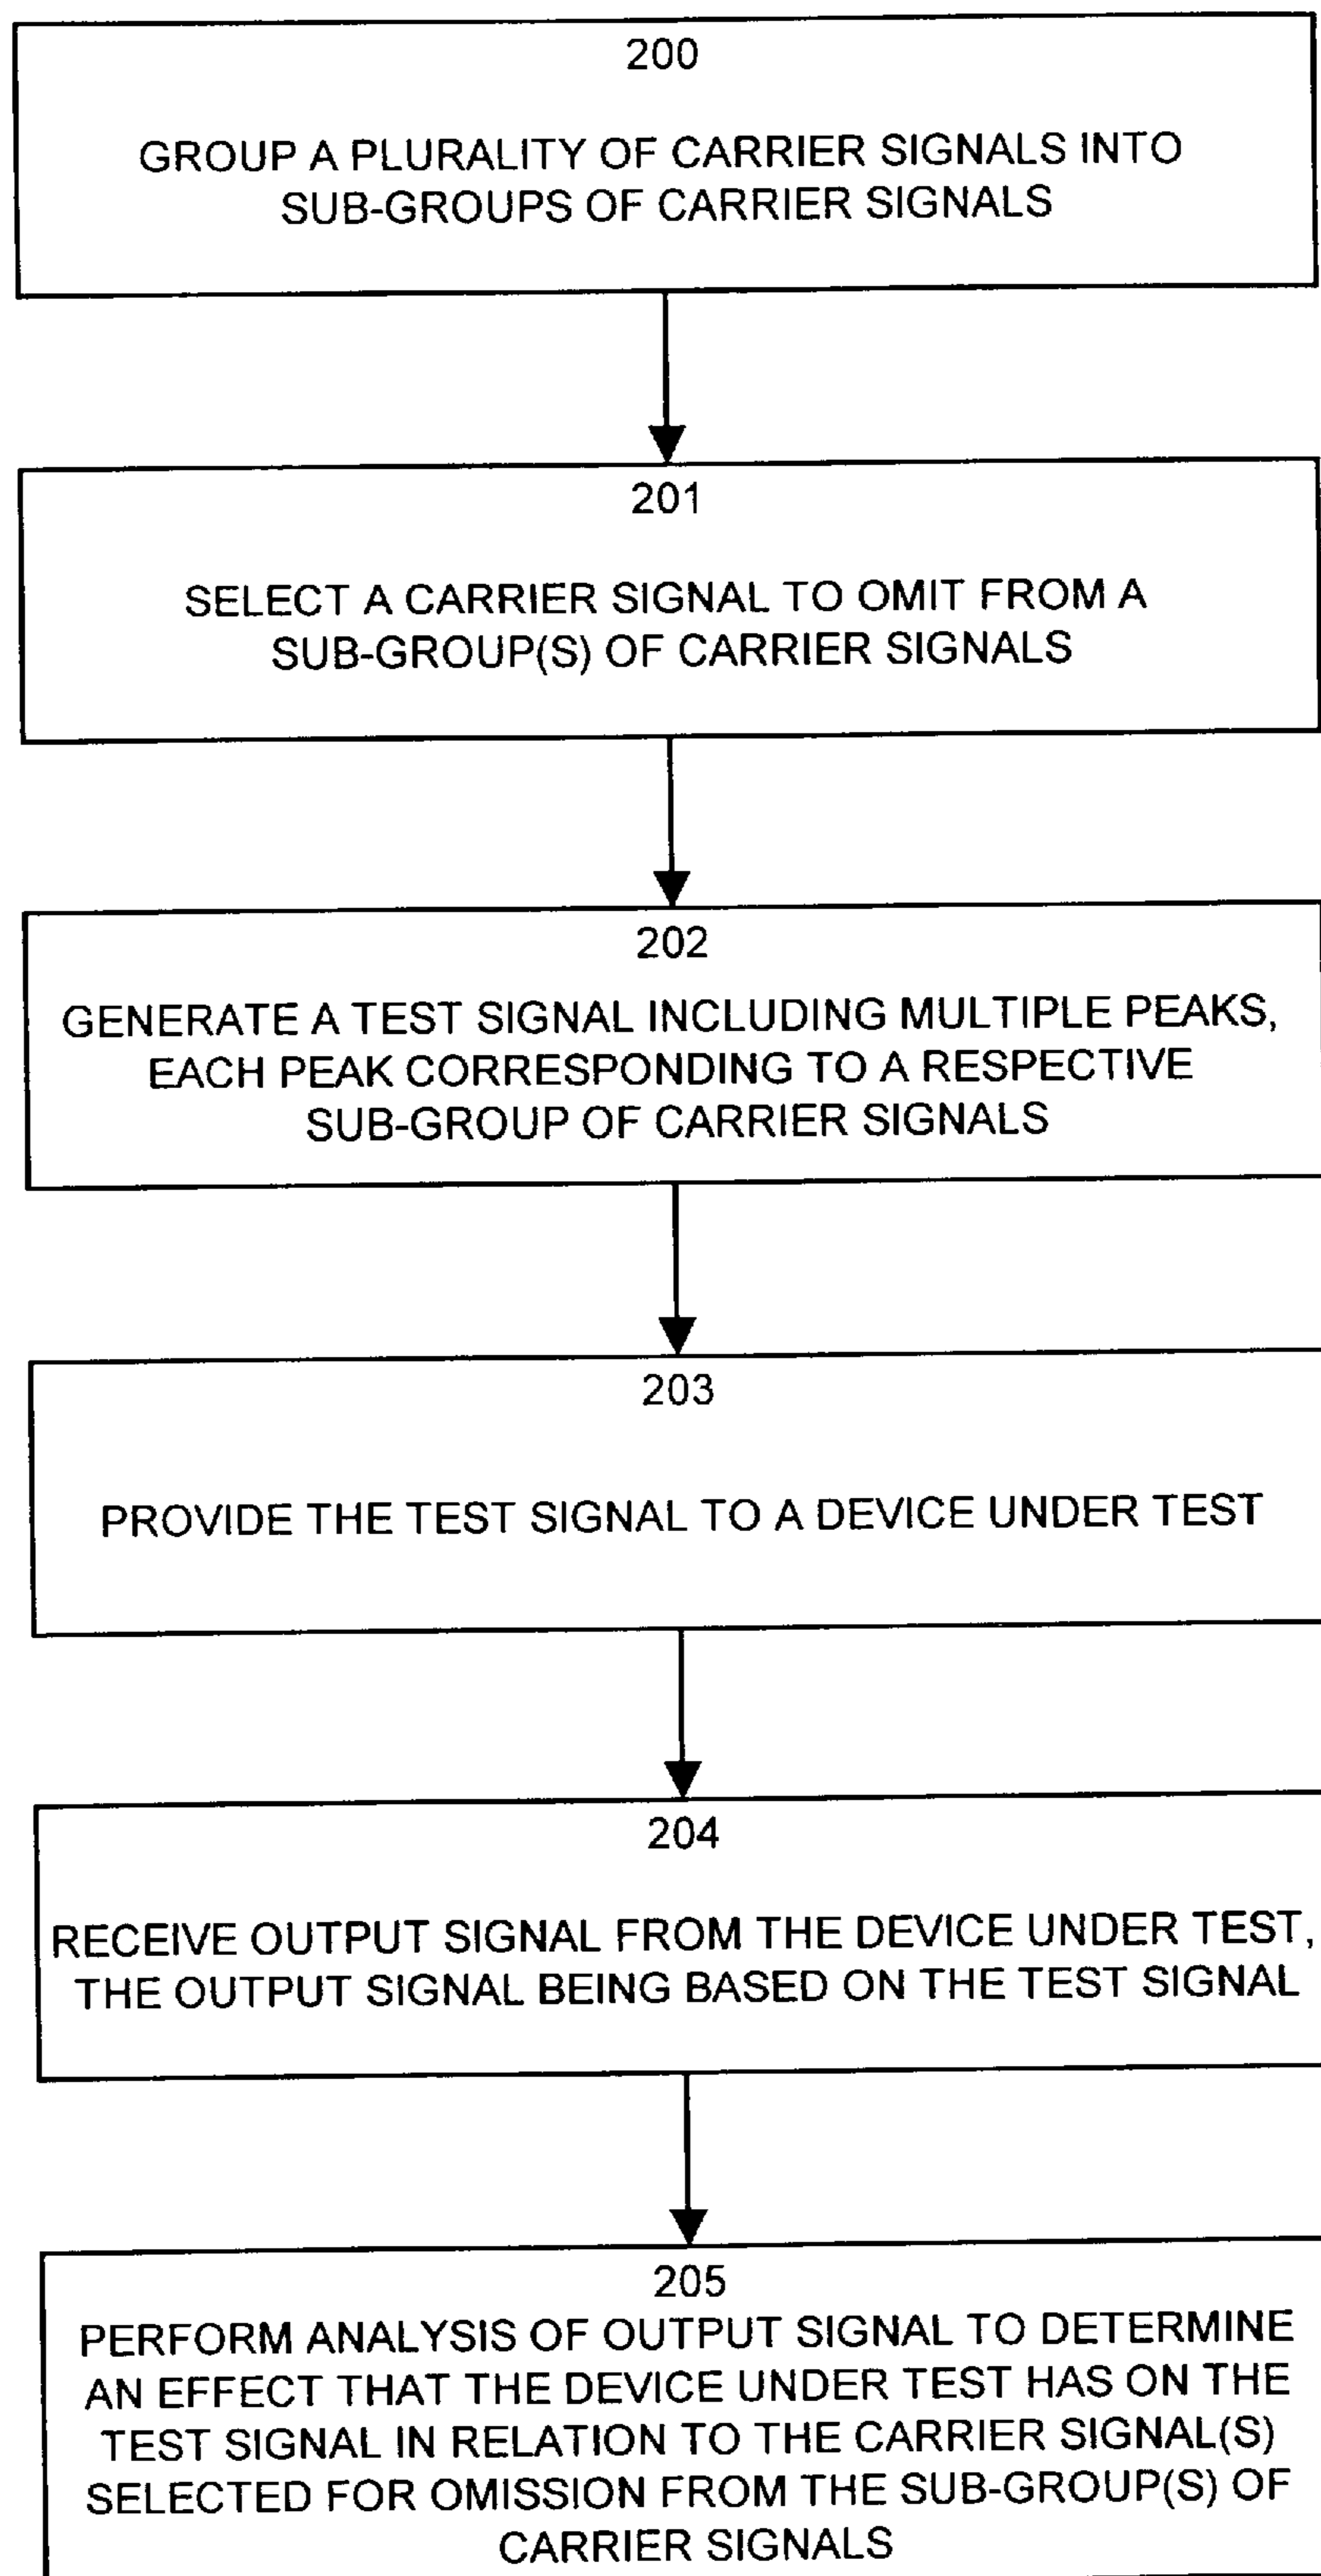 200
GROUP A PLURALITY OF CARRIER SIGNALS INTO
SUB-GROUPS OF CARRIER SIGNALS
201
SELECT A CARRIER SIGNAL TO OMIT FROM A
SUB-GROUP(S) OF CARRIER SIGNALS
202
GENERATE A TEST SIGNAL INCLUDING MULTIPLE PEAKS,
EACH PEAK CORRESPONDING TO A RESPECTIVE
SUB-GROUP OF CARRIER SIGNALS
203
PROVIDE THE TEST SIGNAL TO A DEVICE UNDER TEST
204
RECEIVE OUTPUT SIGNAL FROM THE DEVICE UNDER TEST,
THE OUTPUT SIGNAL BEING BASED ON THE TEST SIGNAL
205
PERFORM ANALYSIS OF OUTPUT SIGNAL TO DETERMINE
AN EFFECT THAT THE DEVICE UNDER TEST HAS ON THE
TEST SIGNAL IN RELATION TO THE CARRIER SIGNAL(S)
SELECTED FOR OMISSION FROM THE SUB-GROUP(S) OF
CARRIER SIGNALS